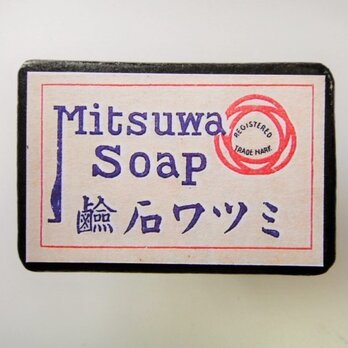 Mitsuwa
Soap
REGISTERED
TRADE MARK
ミツワ石鹼